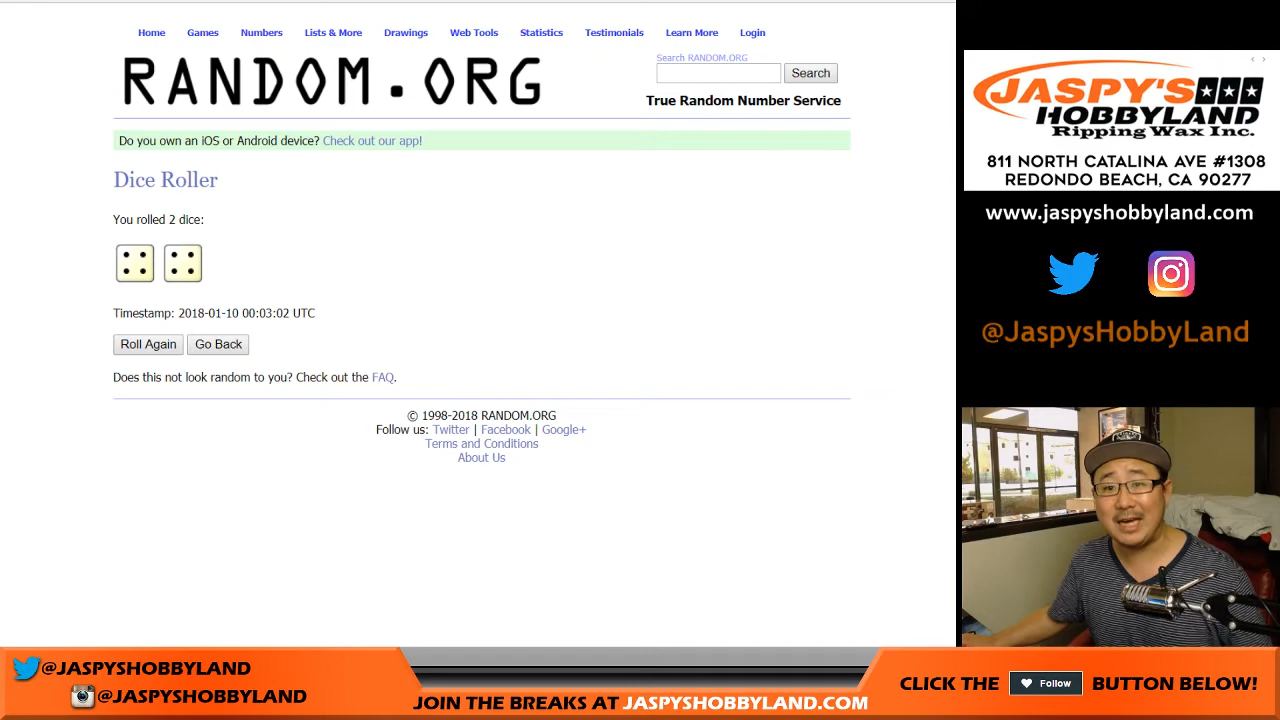 Home Games Numbers Lists & More Drawings Web Tools Statistics Testimonials Learn More Login
RANDOM.ORG
Search RANDOM.ORG
Search
True Random Number Service
Do you own an iOS or Android device? Check out our app!
Dice Roller
You rolled 2 dice:
Timestamp: 2018-01-10 00:03:02 UTC
Roll Again Go Back
Does this not look random to you? Check out the FAQ.
© 1998-2018 RANDOM.ORG
Follow us: Twitter | Facebook | Google+
Terms and Conditions
About Us
JASPY'S
HOBBYLAND
Ripping Wax Inc.
811 NORTH CATALINA AVE #1308
REDONDO BEACH, CA 90277
www.jaspyshobbyland.com
@JaspysHobbyLand
@JASPYSHOBBYLAND
@JASPYSHOBBYLAND
JOIN THE BREAKS AT JASPYSHOBBYLAND.COM
CLICK THE Follow BUTTON BELOW!